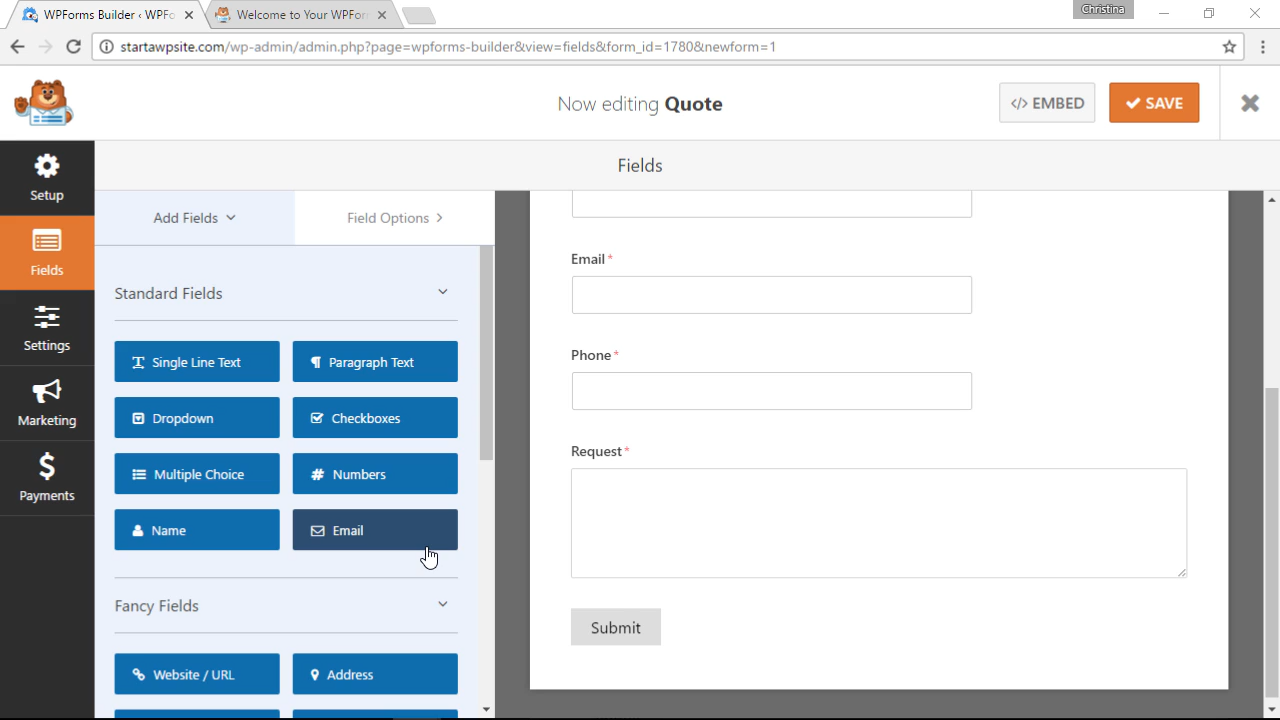 WPForms Builder ‹ WPFo
Welcome to Your WPFor
Christina
startawpsite.com/wp-admin/admin.php?page=wpforms-builder&view=fields&form_id=1780&newform=1
Now editing Quote
</> EMBED
SAVE
Setup
Fields
Settings
Marketing
Payments
Fields
Add Fields
Field Options
Standard Fields
Single Line Text
Paragraph Text
Dropdown
Checkboxes
Multiple Choice
Numbers
Name
Email
Fancy Fields
Website / URL
Address
Email *
Phone *
Request *
Submit